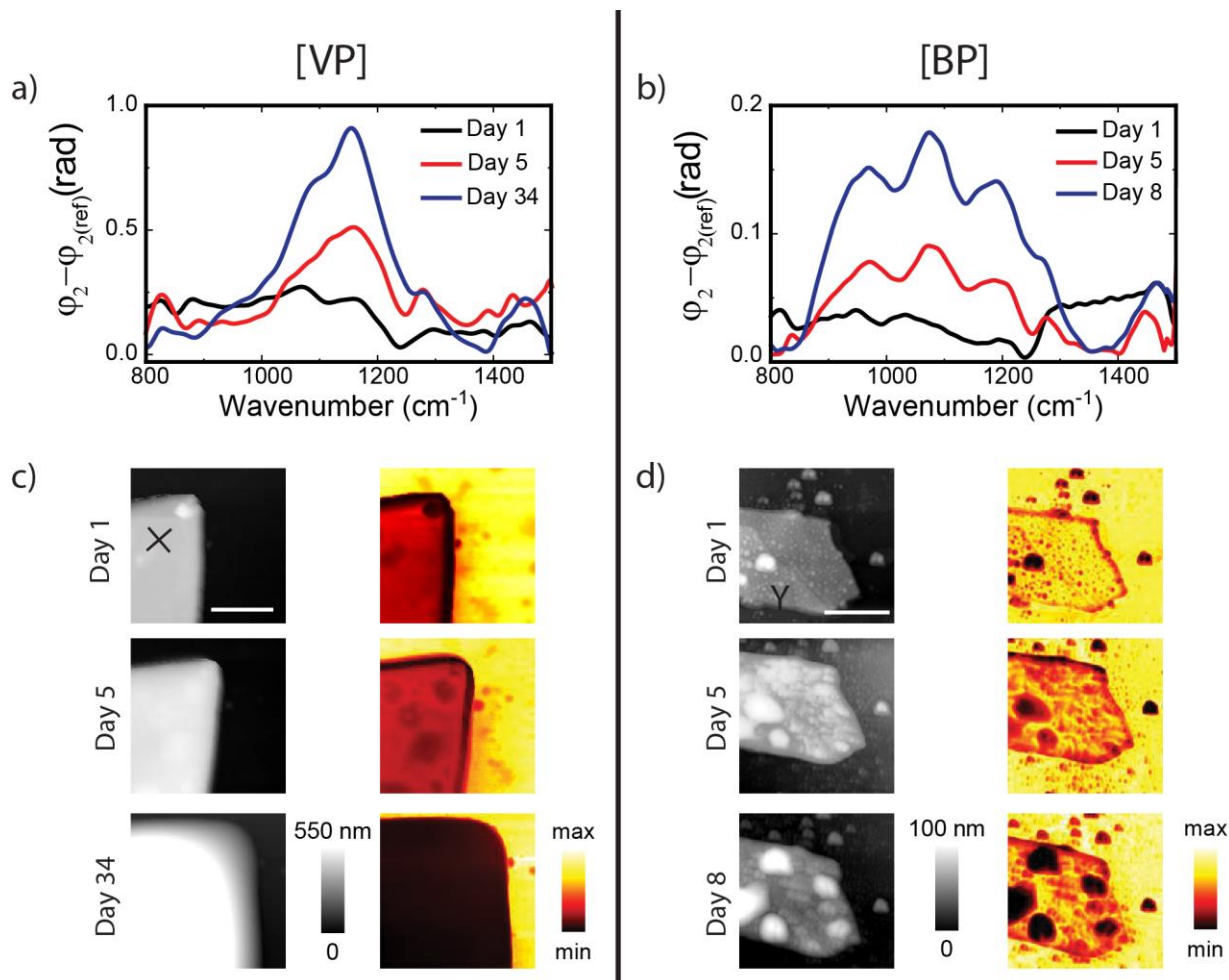 [VP]
[BP]
a)
b)
φ₂−φ₂₍ref₎(rad)
1.0
0.5
0.0
Day 1
Day 5
Day 34
800
1000
1200
1400
Wavenumber (cm⁻¹)
φ₂−φ₂₍ref₎(rad)
0.2
0.1
0.0
Day 1
Day 5
Day 8
800
1000
1200
1400
Wavenumber (cm⁻¹)
c)
Day 1
X
Day 5
Day 34
550 nm
0
max
min
d)
Day 1
Y
Day 5
Day 8
100 nm
0
max
min